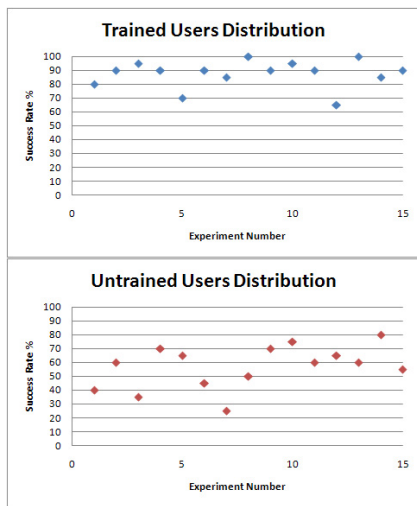 Trained Users Distribution
100
90
80
70
60
50
40
30
20
10
0
Success Rate %
0 5 10 15
Experiment Number
Untrained Users Distribution
100
90
80
70
60
50
40
30
20
10
0
Success Rate %
0 5 10 15
Experiment Number